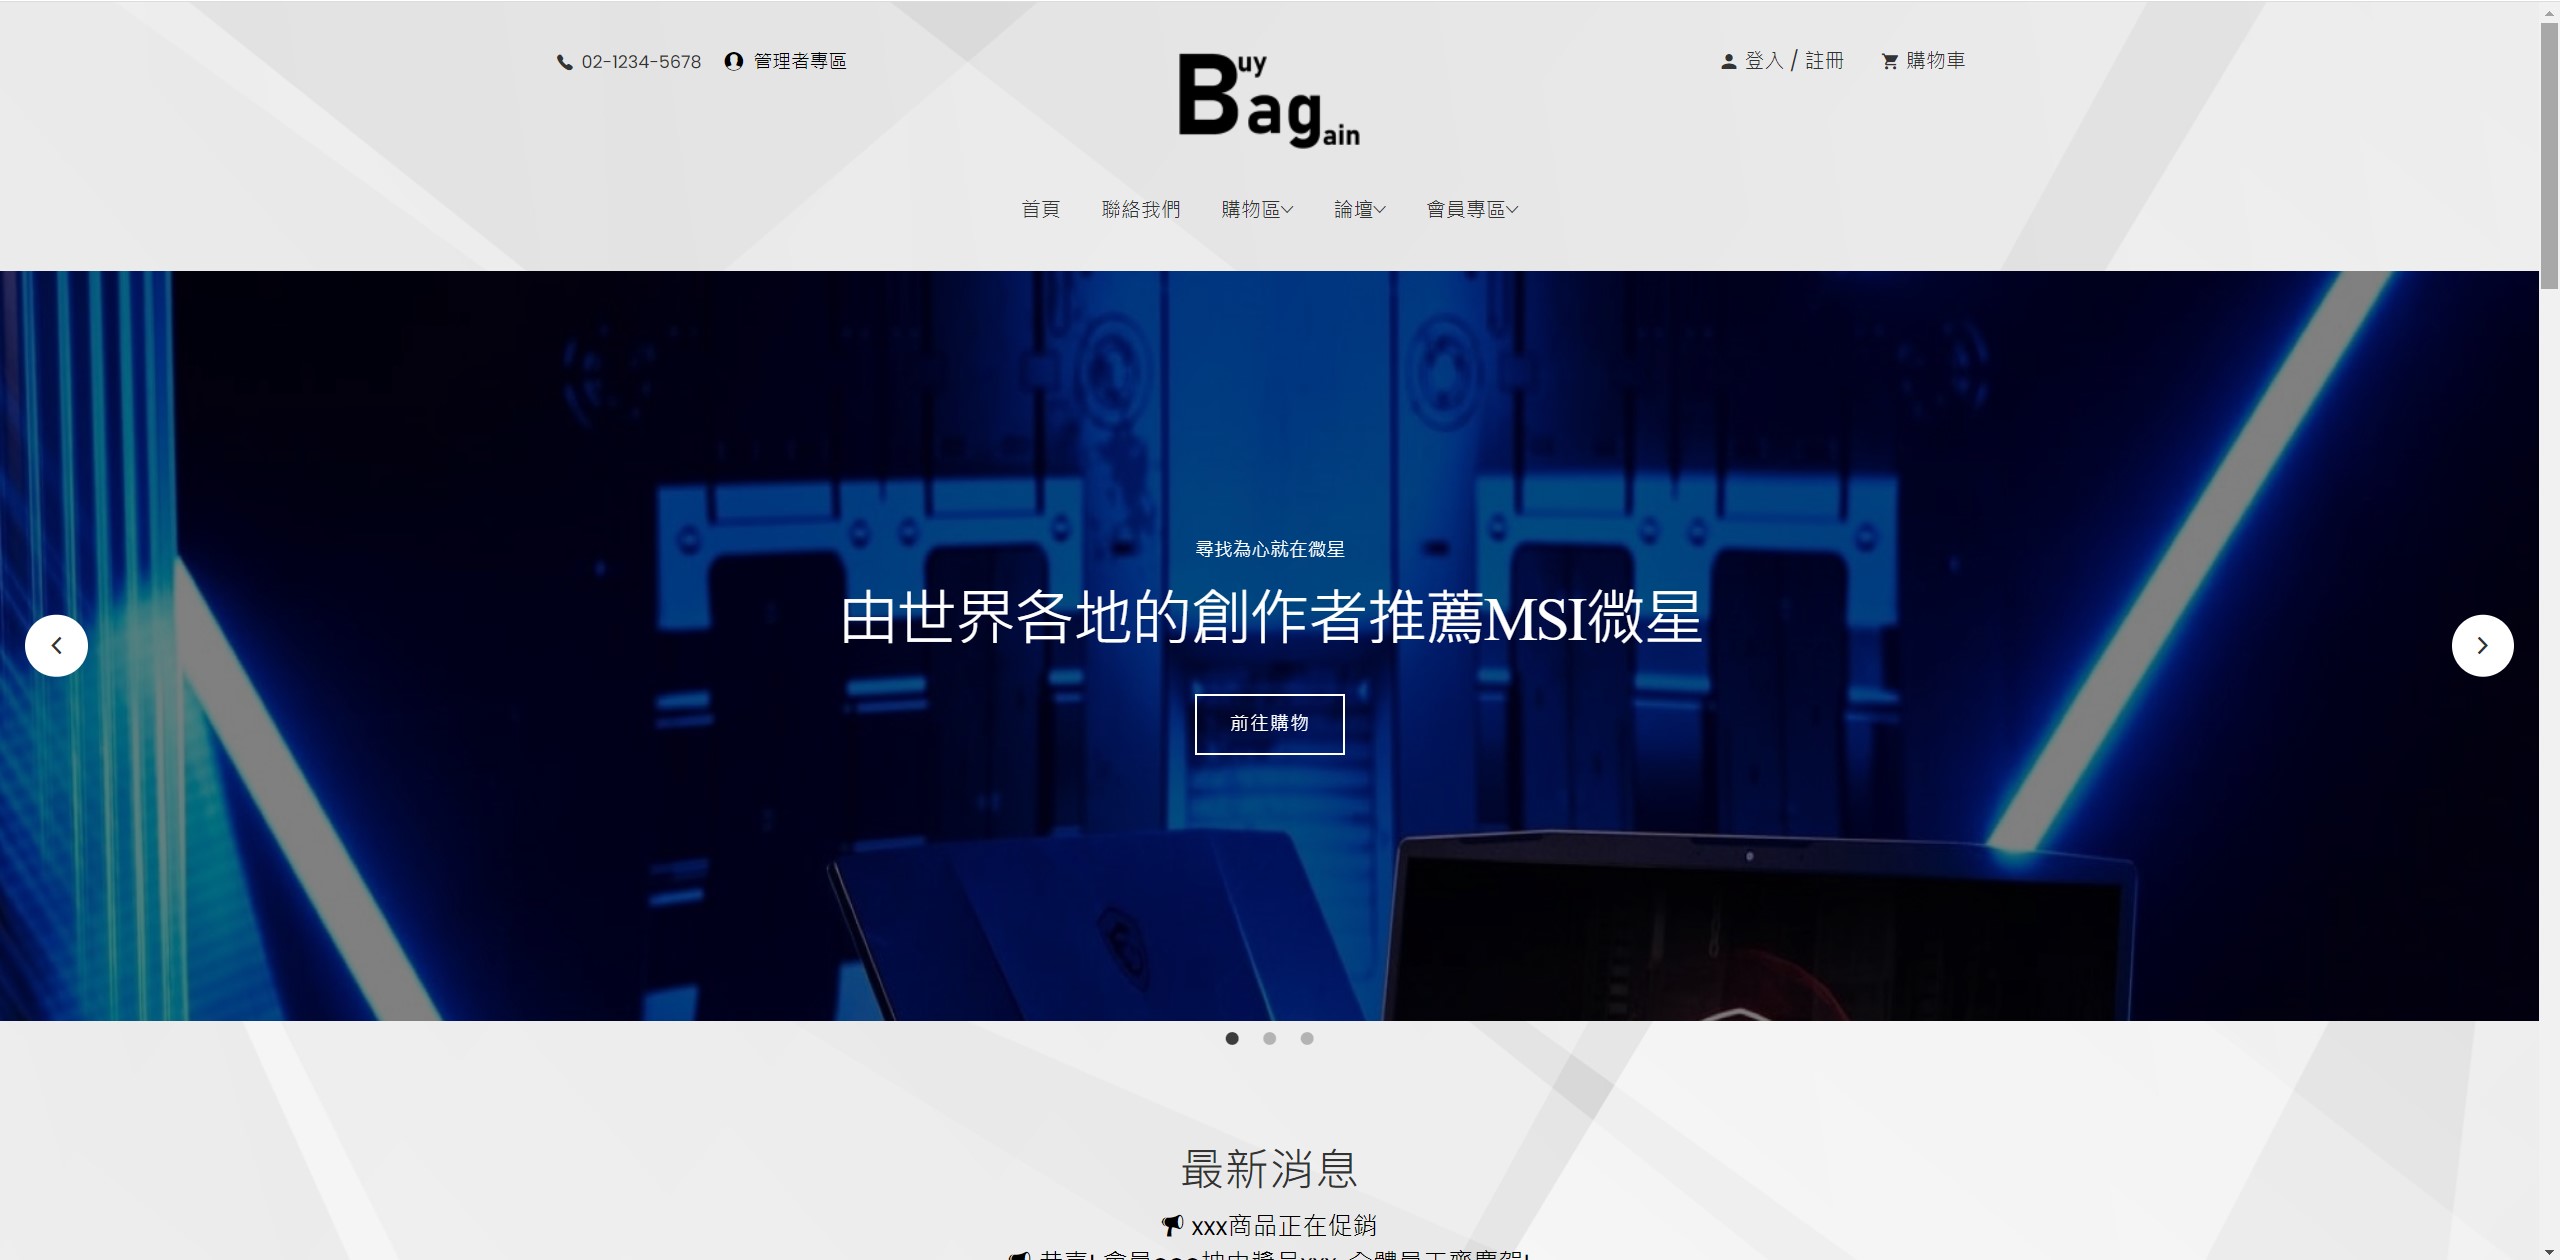 02-1234-5678 管理者專區
Buy Bagain
登入 / 註冊 購物車
首頁 聯絡我們 購物區 論壇 會員專區
尋找為心就在微星
由世界各地的創作者推薦MSI微星
前往購物
最新消息
xxx商品正在促銷